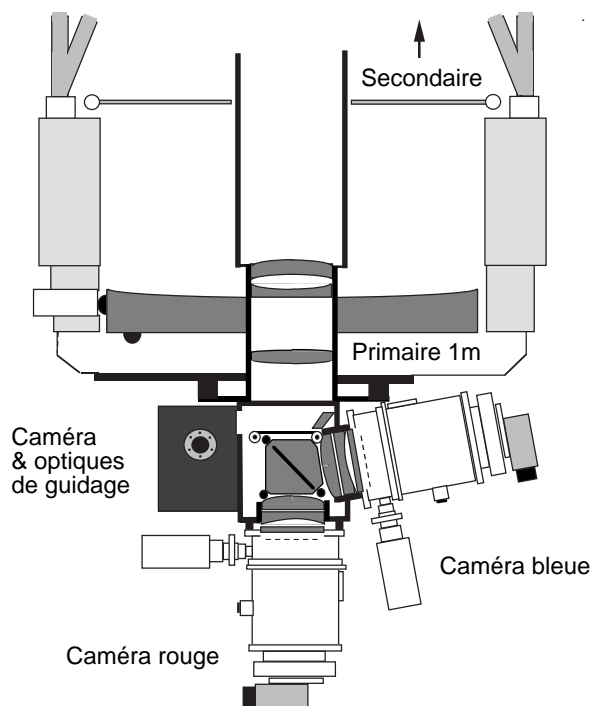 Secondaire
Primaire 1m
Caméra
& optiques
de guidage
Caméra bleue
Caméra rouge